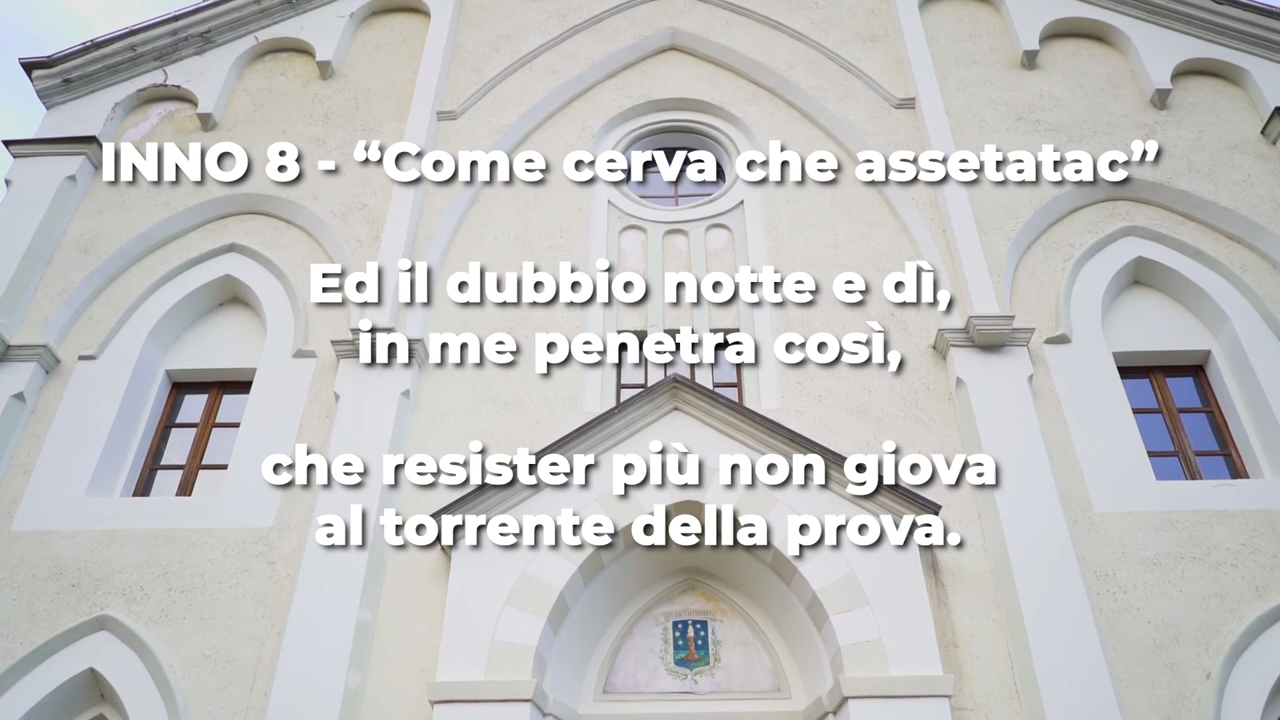 INNO 8 - “Come cerva che assetatac”
Ed il dubbio notte e dì,
in me penetra così,
che resister più non giova
al torrente della prova.